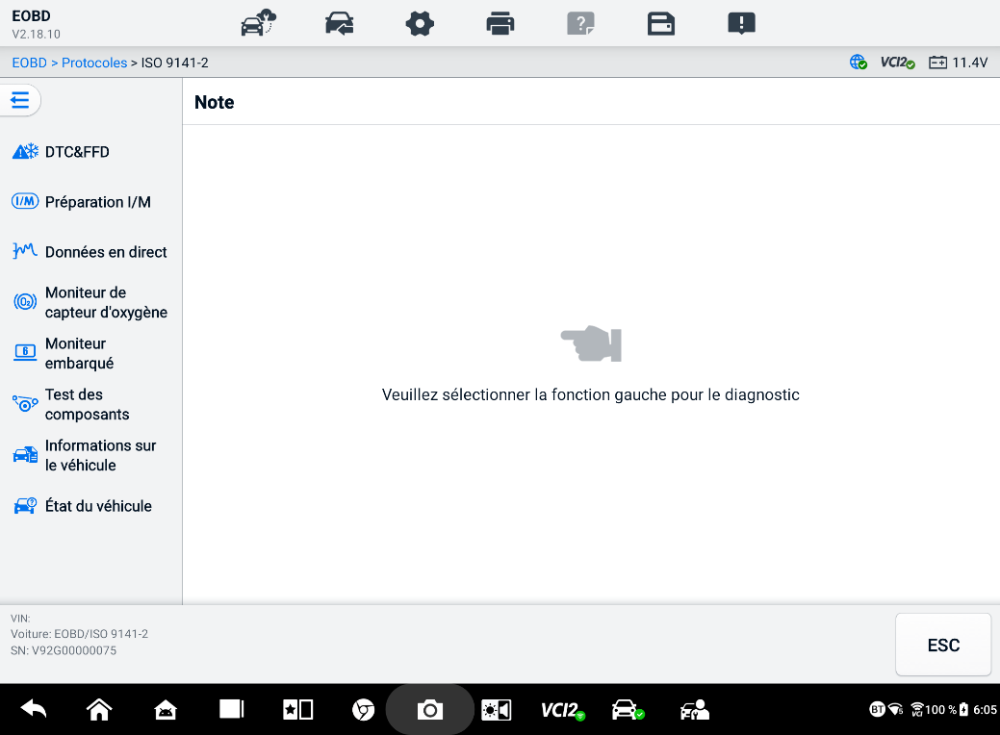 EOBD
V2.18.10
?
EOBD > Protocoles > ISO 9141-2
VCI2
11.4V
Note
DTC&FFD
I/M
Préparation I/M
Données en direct
O₂
Moniteur de
capteur d'oxygène
6
Moniteur
embarqué
Test des
composants
Informations sur
le véhicule
État du véhicule
Veuillez sélectionner la fonction gauche pour le diagnostic
VIN:
Voiture: EOBD/ISO 9141-2
SN: V92G00000075
ESC
VCI2
BT
100 %
6:05